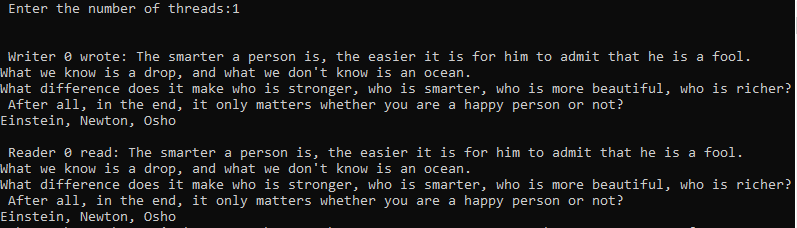 Enter the number of threads:1
Writer 0 wrote: The smarter a person is, the easier it is for him to admit that he is a fool.
What we know is a drop, and what we don't know is an ocean.
What difference does it make who is stronger, who is smarter, who is more beautiful, who is richer?
After all, in the end, it only matters whether you are a happy person or not?
Einstein, Newton, Osho
Reader 0 read: The smarter a person is, the easier it is for him to admit that he is a fool.
What we know is a drop, and what we don't know is an ocean.
What difference does it make who is stronger, who is smarter, who is more beautiful, who is richer?
After all, in the end, it only matters whether you are a happy person or not?
Einstein, Newton, Osho